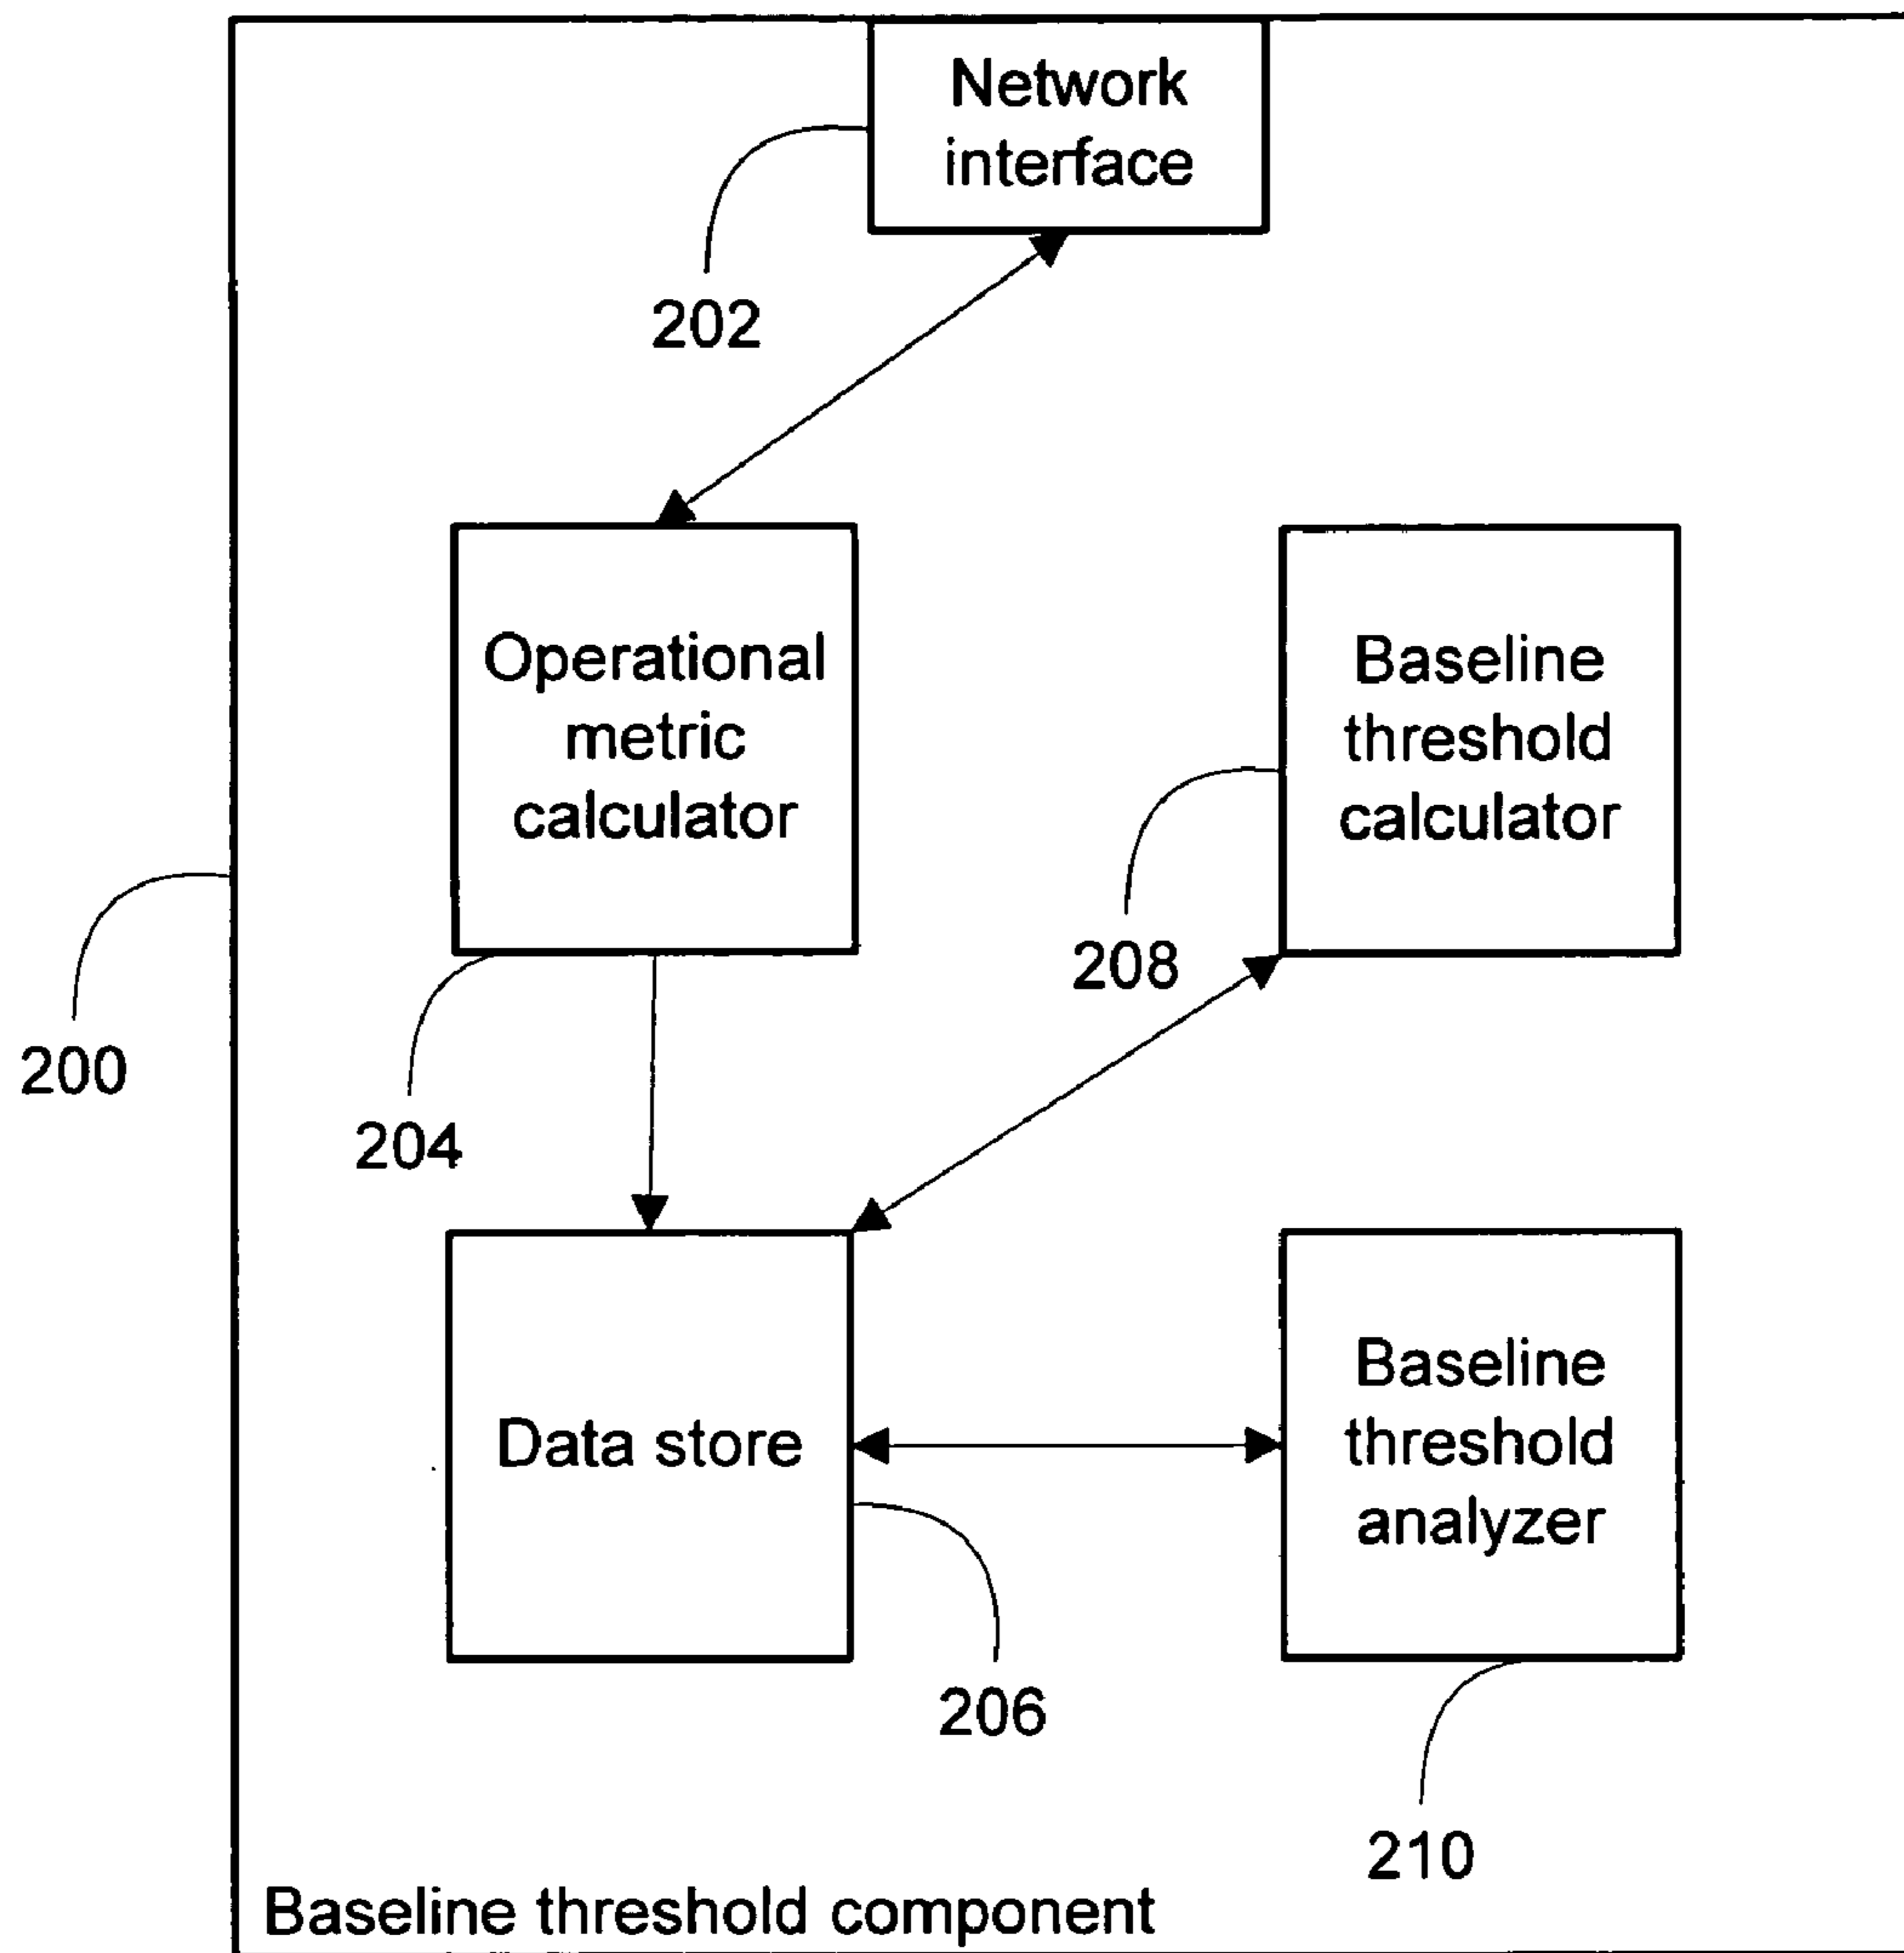 Network
interface
202
Operational
metric
calculator
Baseline
threshold
calculator
208
200
204
Data store
Baseline
threshold
analyzer
206
210
Baseline threshold component